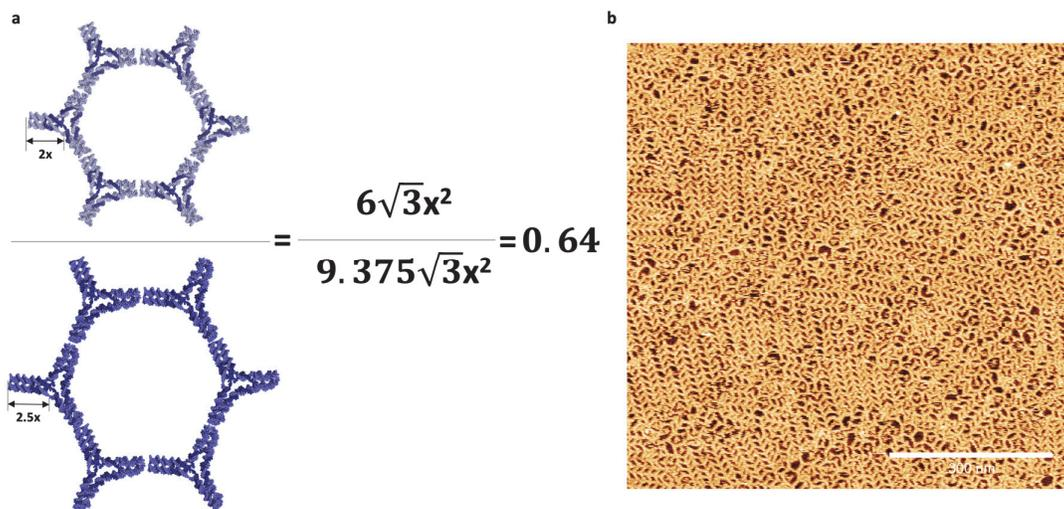 a
b
2x
6√3x²
= = 0.64
9.375√3x²
2.5x
300 nm